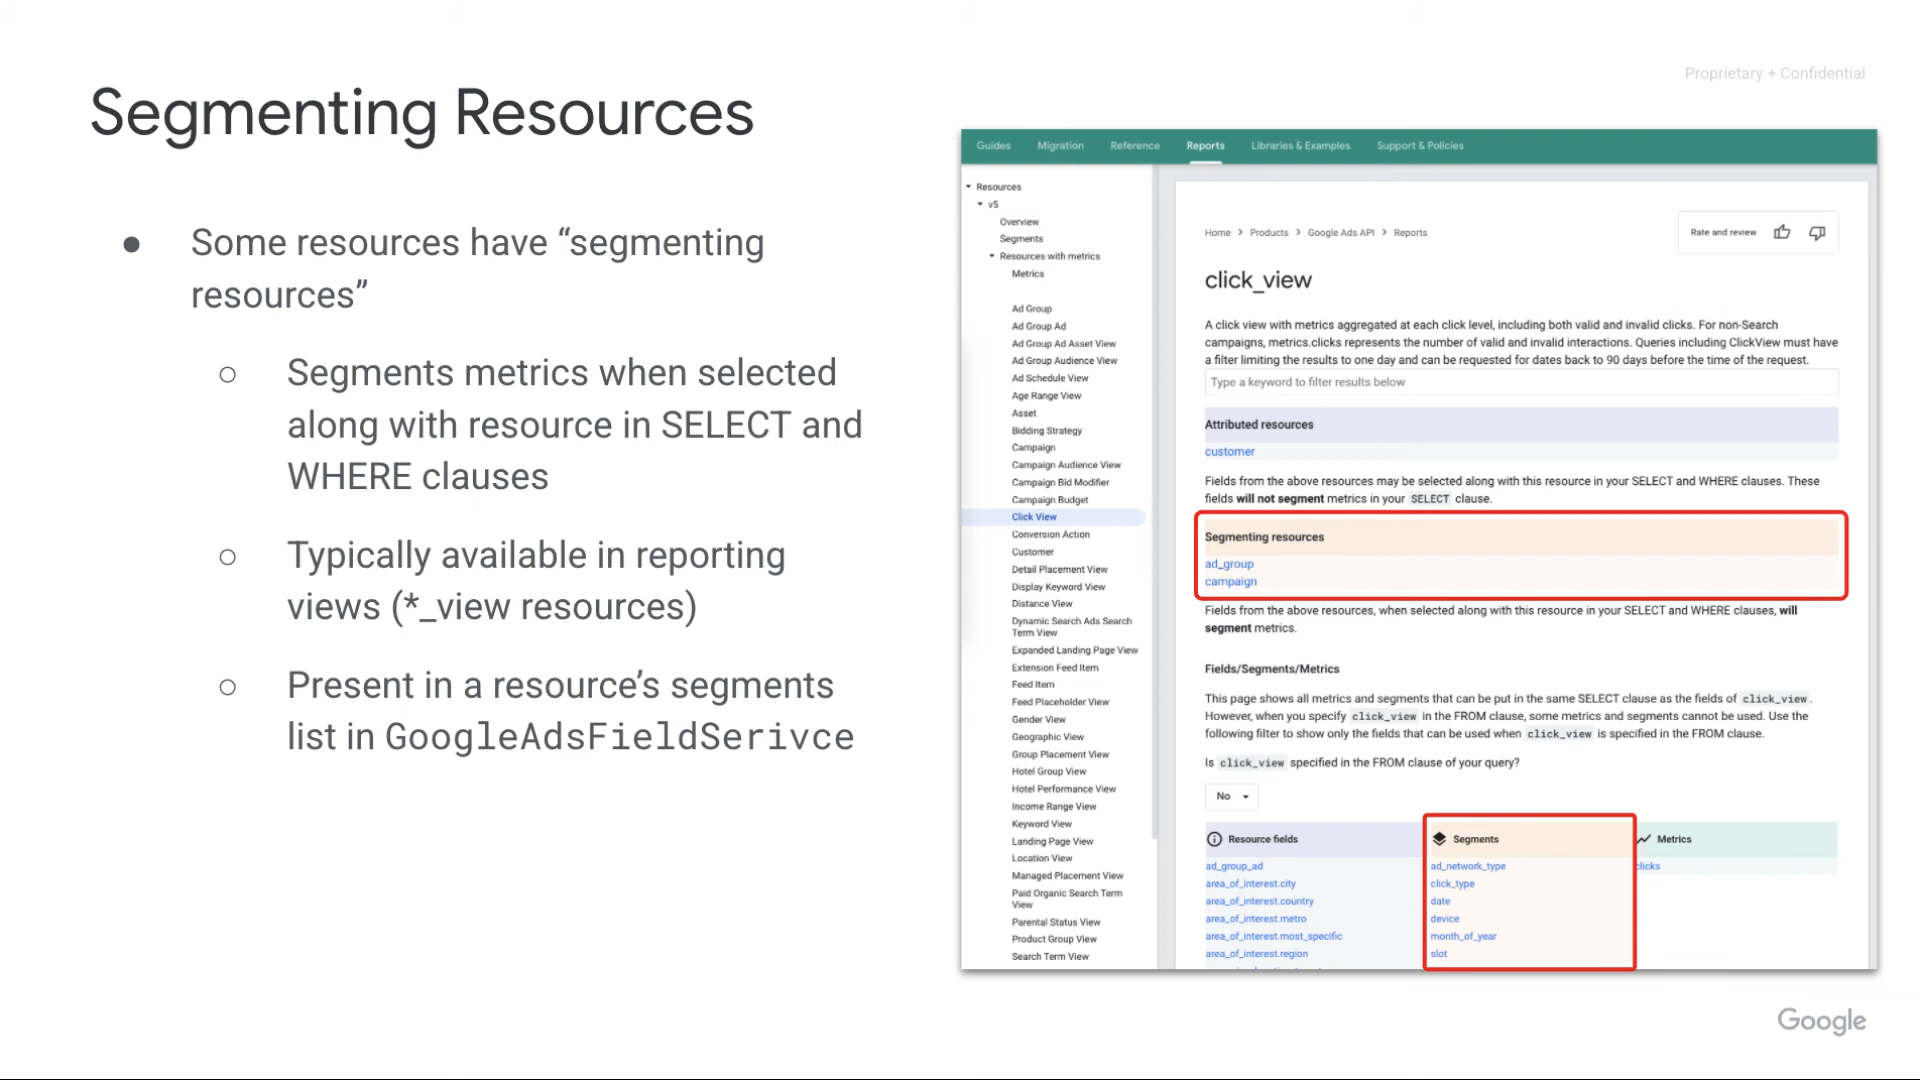 Proprietary + Confidential
Segmenting Resources
● Some resources have “segmenting
resources”
○ Segments metrics when selected
along with resource in SELECT and
WHERE clauses
○ Typically available in reporting
views (*_view resources)
○ Present in a resource’s segments
list in GoogleAdsFieldSerivce
Guides Migration Reference Reports Libraries & Examples Support & Policies
Resources
v5
Overview
Segments
Resources with metrics
Metrics
Ad Group
Ad Group Ad
Ad Group Ad Asset View
Ad Group Audience View
Ad Schedule View
Age Range View
Asset
Bidding Strategy
Campaign
Campaign Audience View
Campaign Bid Modifier
Campaign Budget
Click View
Conversion Action
Customer
Detail Placement View
Display Keyword View
Distance View
Dynamic Search Ads Search
Term View
Expanded Landing Page View
Extension Feed Item
Feed Item
Feed Placeholder View
Gender View
Geographic View
Group Placement View
Hotel Group View
Hotel Performance View
Income Range View
Keyword View
Landing Page View
Location View
Managed Placement View
Paid Organic Search Term
View
Parental Status View
Product Group View
Search Term View
Home > Products > Google Ads API > Reports
Rate and review
click_view
A click view with metrics aggregated at each click level, including both valid and invalid clicks. For non-Search
campaigns, metrics.clicks represents the number of valid and invalid interactions. Queries including ClickView must have
a filter limiting the results to one day and can be requested for dates back to 90 days before the time of the request.
Type a keyword to filter results below
Attributed resources
customer
Fields from the above resources may be selected along with this resource in your SELECT and WHERE clauses. These
fields will not segment metrics in your SELECT clause.
Segmenting resources
ad_group
campaign
Fields from the above resources, when selected along with this resource in your SELECT and WHERE clauses, will
segment metrics.
Fields/Segments/Metrics
This page shows all metrics and segments that can be put in the same SELECT clause as the fields of click_view.
However, when you specify click_view in the FROM clause, some metrics and segments cannot be used. Use the
following filter to show only the fields that can be used when click_view is specified in the FROM clause.
Is click_view specified in the FROM clause of your query?
No
Resource fields Segments Metrics
ad_group_ad ad_network_type clicks
area_of_interest.city click_type
area_of_interest.country date
area_of_interest.metro device
area_of_interest.most_specific month_of_year
area_of_interest.region slot
Google